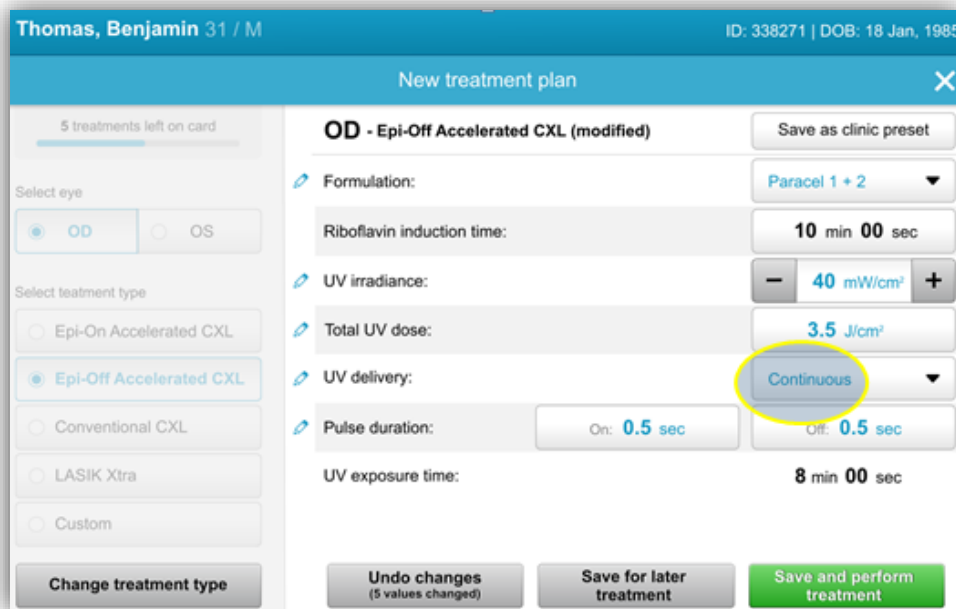 Thomas, Benjamin 31 / M
ID: 338271 | DOB: 18 Jan, 1985
New treatment plan
5 treatments left on card
Select eye
OD
OS
Select teatment type
Epi-On Accelerated CXL
Epi-Off Accelerated CXL
Conventional CXL
LASIK Xtra
Custom
Change treatment type
OD - Epi-Off Accelerated CXL (modified)
Save as clinic preset
Formulation:
Paracel 1 + 2
Riboflavin induction time:
10 min 00 sec
UV irradiance:
− 40 mW/cm² +
Total UV dose:
3.5 J/cm²
UV delivery:
Continuous
Pulse duration:
On: 0.5 sec
Off: 0.5 sec
UV exposure time:
8 min 00 sec
Undo changes
(5 values changed)
Save for later
treatment
Save and perform
treatment